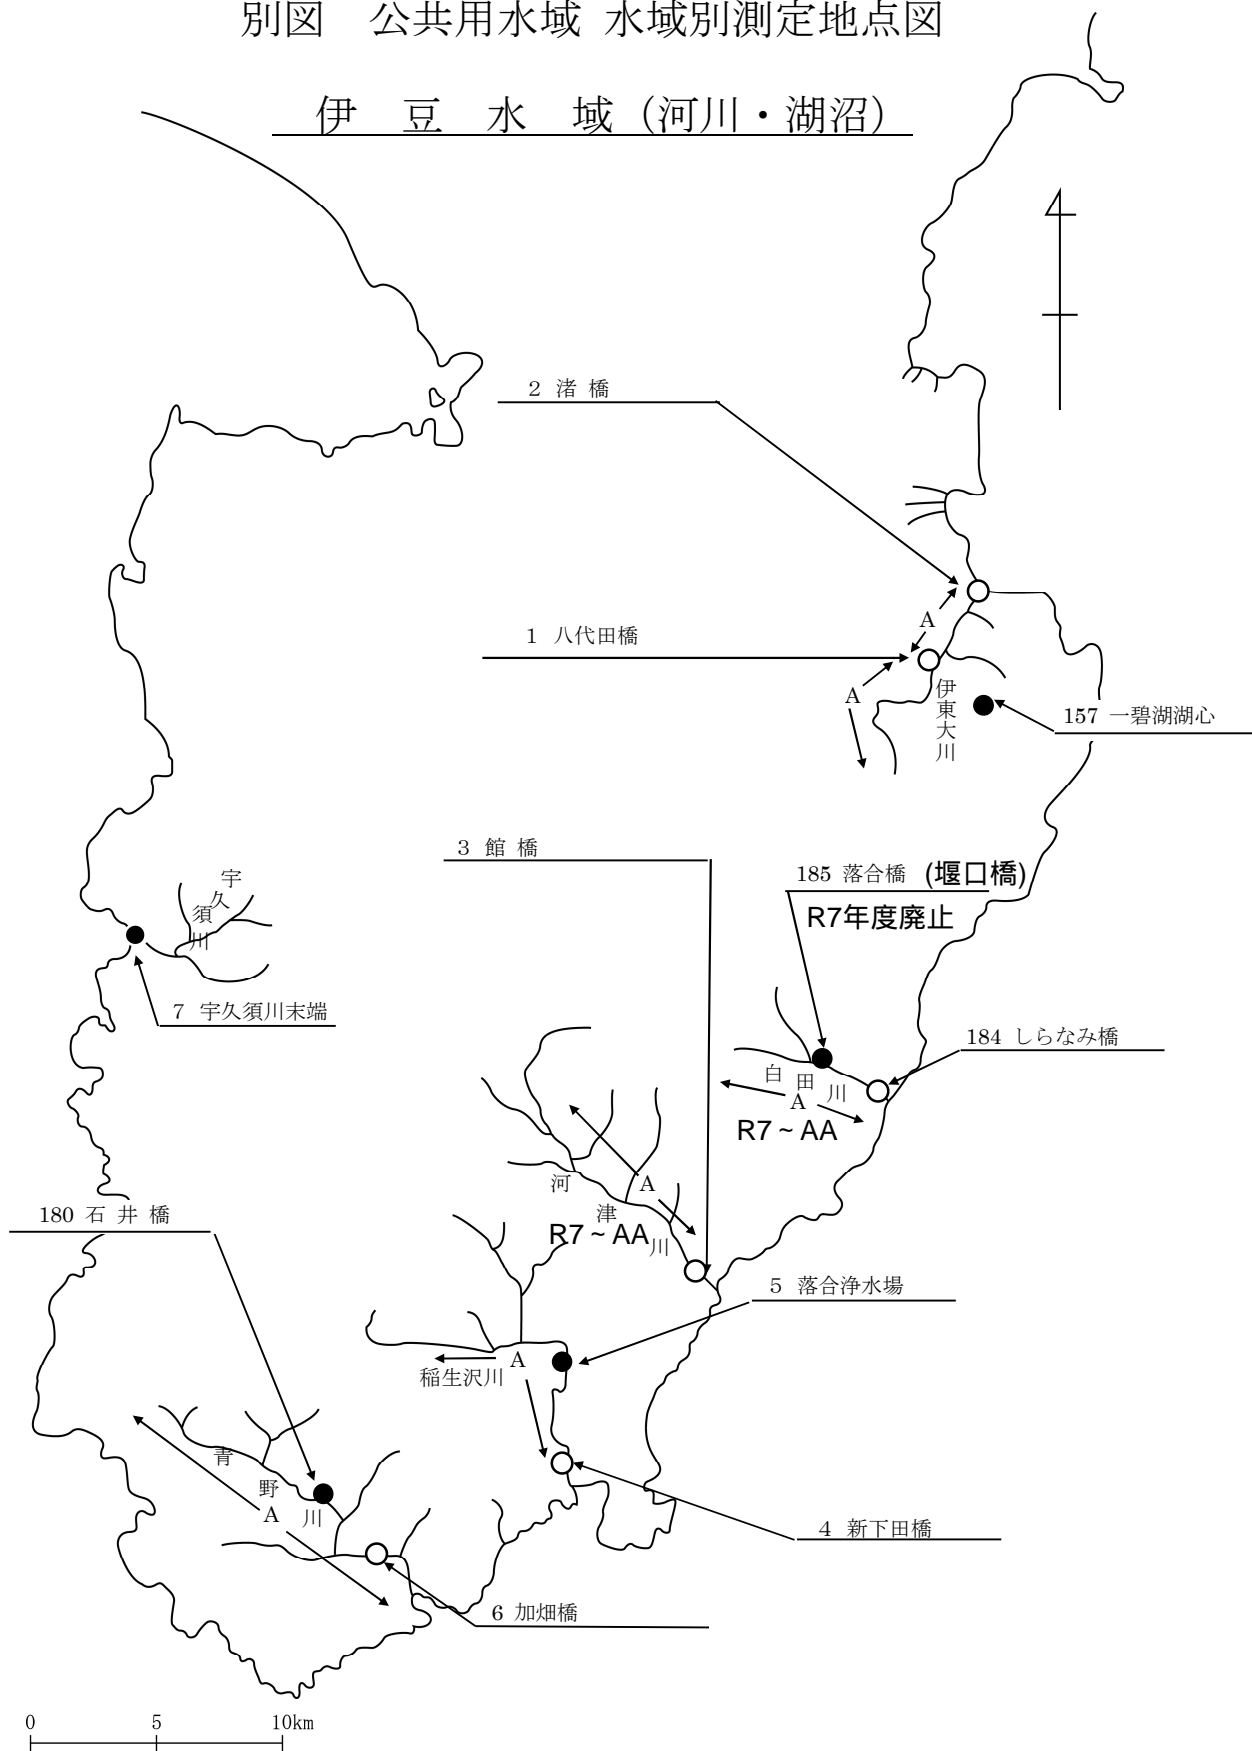 別図　公共用水域 水域別測定地点図
伊　豆　水　域（河川・湖沼）
２ 渚 橋
１ 八代田橋
A
A
伊東大川
157 一碧湖湖心
３ 館 橋
185 落合橋 (堰口橋)
R7年度廃止
宇久須川
７ 宇久須川末端
184 しらなみ橋
白田川
A
R7～AA
河津川
A
R7～AA
180 石 井 橋
５ 落合浄水場
A
稲生沢川
青野川
A
４ 新下田橋
６ 加畑橋
0 5 10km